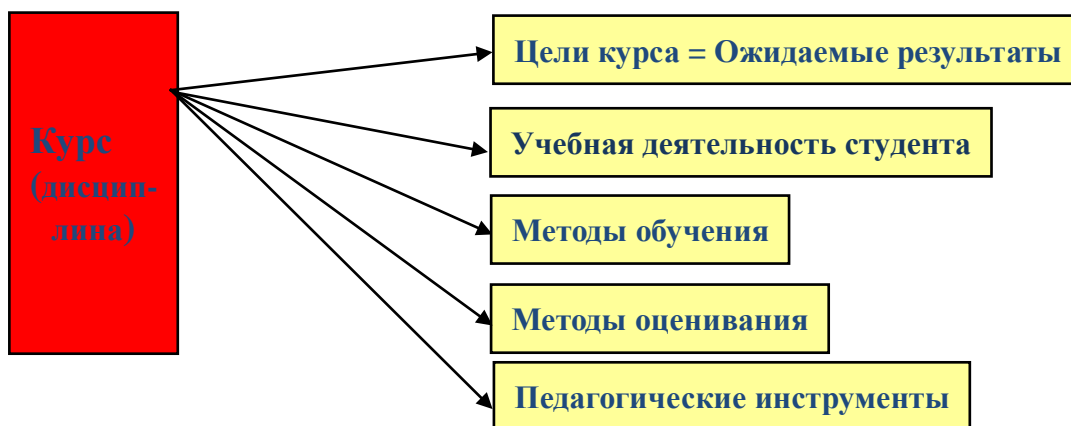 Курс
(дисцип-
лина)
Цели курса = Ожидаемые результаты
Учебная деятельность студента
Методы обучения
Методы оценивания
Педагогические инструменты